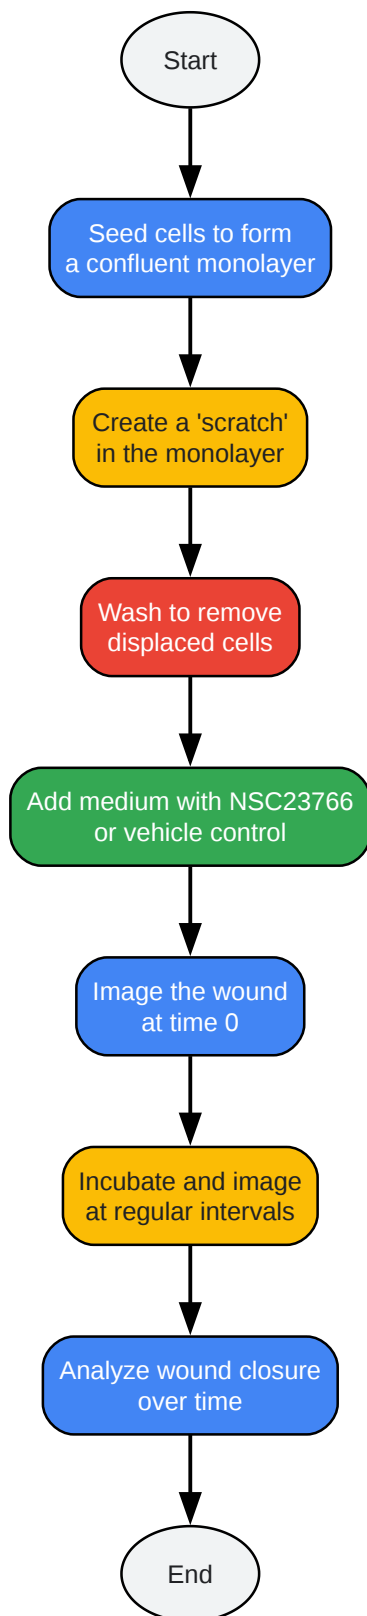 Start
Seed cells to form
a confluent monolayer
Create a 'scratch'
in the monolayer
Wash to remove
displaced cells
Add medium with NSC23766
or vehicle control
Image the wound
at time 0
Incubate and image
at regular intervals
Analyze wound closure
over time
End